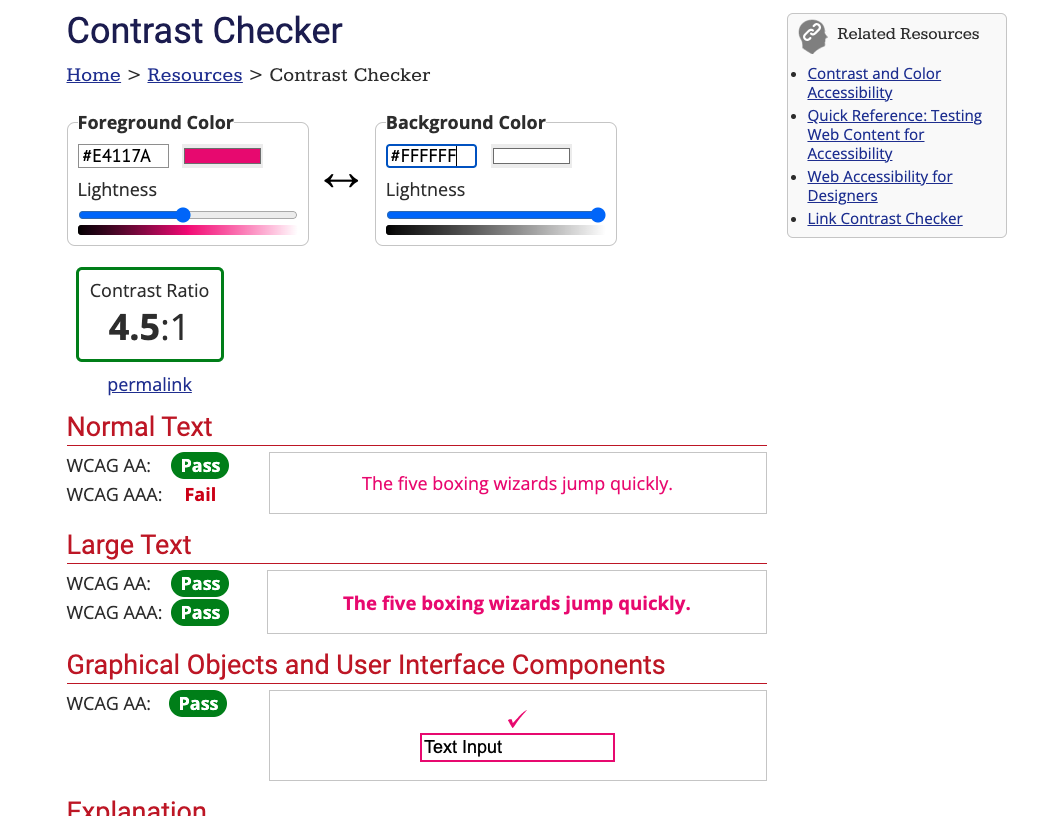 Contrast Checker
Home > Resources > Contrast Checker
Foreground Color
#E4117A
Lightness
Background Color
#FFFFFF
Lightness
Contrast Ratio
4.5:1
permalink
Normal Text
WCAG AA: Pass
WCAG AAA: Fail
The five boxing wizards jump quickly.
Large Text
WCAG AA: Pass
WCAG AAA: Pass
The five boxing wizards jump quickly.
Graphical Objects and User Interface Components
WCAG AA: Pass
✓
Text Input
Explanation
Related Resources
• Contrast and Color
Accessibility
• Quick Reference: Testing
Web Content for
Accessibility
• Web Accessibility for
Designers
• Link Contrast Checker